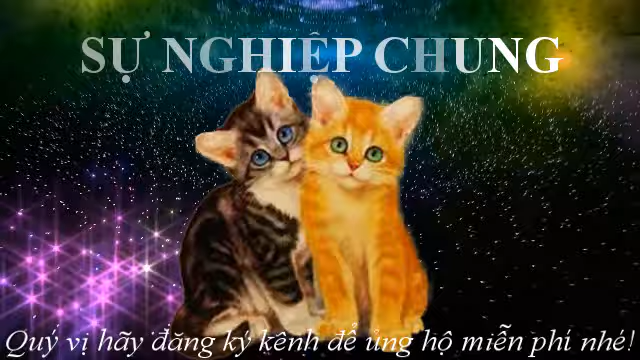 SỰ NGHIỆP CHUNG
Quý vị hãy đăng ký kênh để ủng hộ miễn phí nhé!